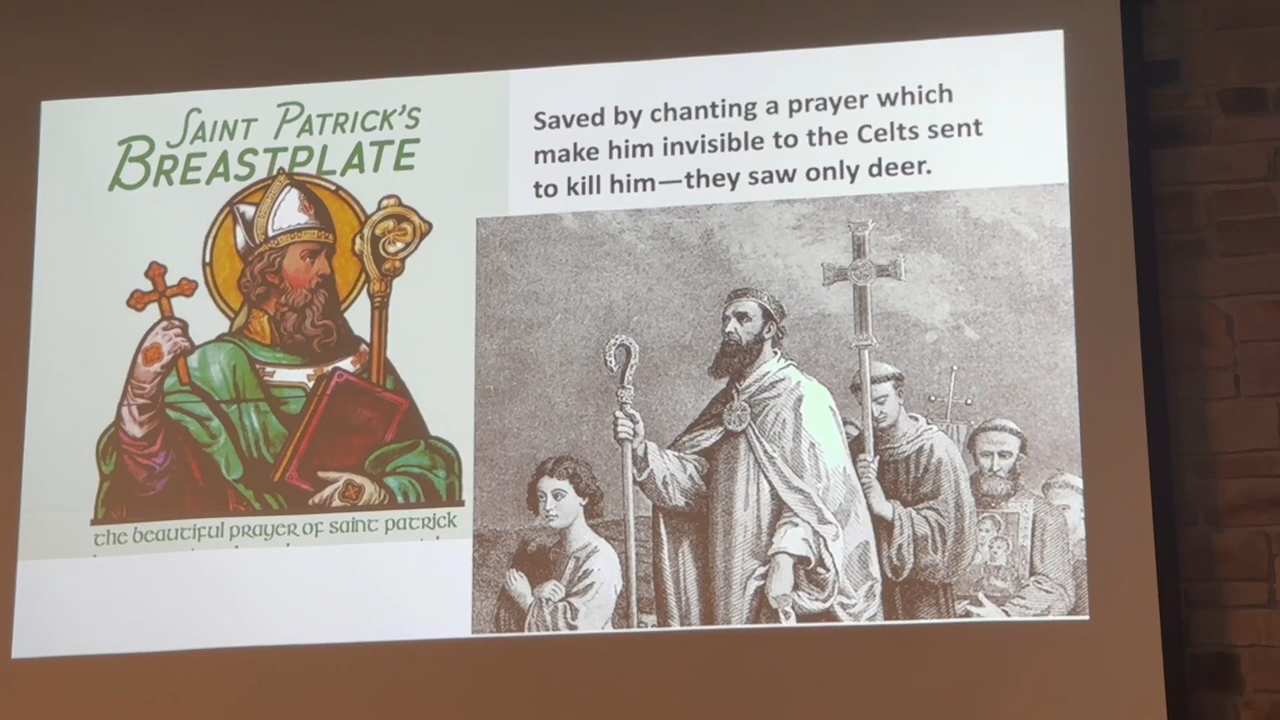 SAINT PATRICK'S
BREASTPLATE
the beautiful prayer of saint patrick
Saved by chanting a prayer which
make him invisible to the Celts sent
to kill him—they saw only deer.